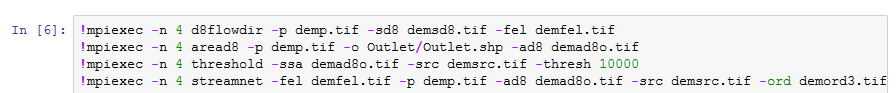 In [6]: !mpiexec -n 4 d8flowdir -p demp.tif -sd8 demsd8.tif -fel demfel.tif
!mpiexec -n 4 aread8 -p demp.tif -o Outlet/Outlet.shp -ad8 demad8o.tif
!mpiexec -n 4 threshold -ssa demad8o.tif -src demsrc.tif -thresh 10000
!mpiexec -n 4 streamnet -fel demfel.tif -p demp.tif -ad8 demad8o.tif -src demsrc.tif -ord demord3.tif